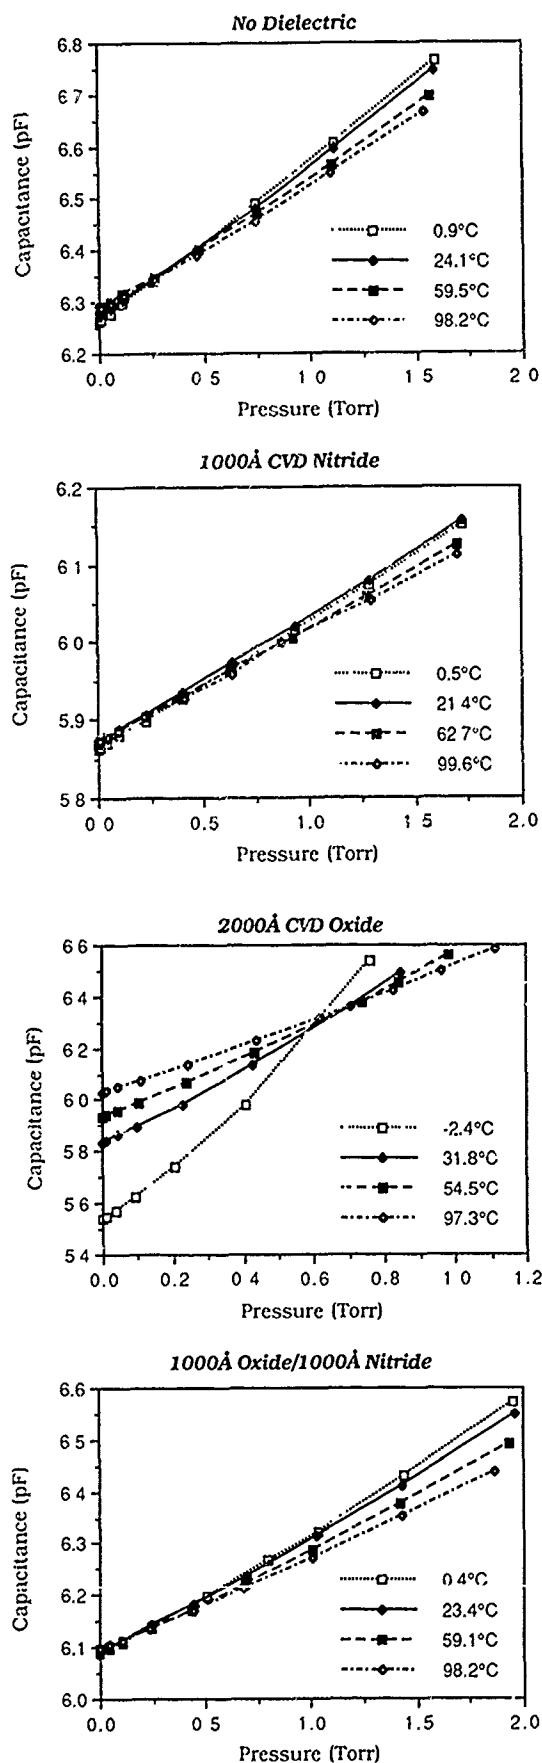 No Dielectric
6.8
6.7
6.6
6.5
6.4
6.3
6.2
Capacitance (pF)
0.9°C
24.1°C
59.5°C
98.2°C
0.0 0 5 1 0 1.5 2 0
Pressure (Torr)
1000Å CVD Nitride
6.2
6 1
6 0
5.9
5 8
Capacitance (pF)
0.5°C
21 4°C
62 7°C
99.6°C
0 0 0.5 1.0 1 5 2.0
Pressure (Torr)
2000Å CVD Oxide
6 6
6 4
6 2
6 0
5 8
5 6
5 4
Capacitance (pF)
-2.4°C
31.8°C
54.5°C
97.3°C
0.0 0.2 0 4 0.6 0.8 1 0 1.2
Pressure (Torr)
1000Å Oxide/1000Å Nitride
6.6
6 5
6 4
6.3
6.2
6.1
6.0
Capacitance (pF)
0 4°C
23.4°C
59.1°C
98.2°C
0.0 0 5 1.0 1 5 2.0
Pressure (Torr)